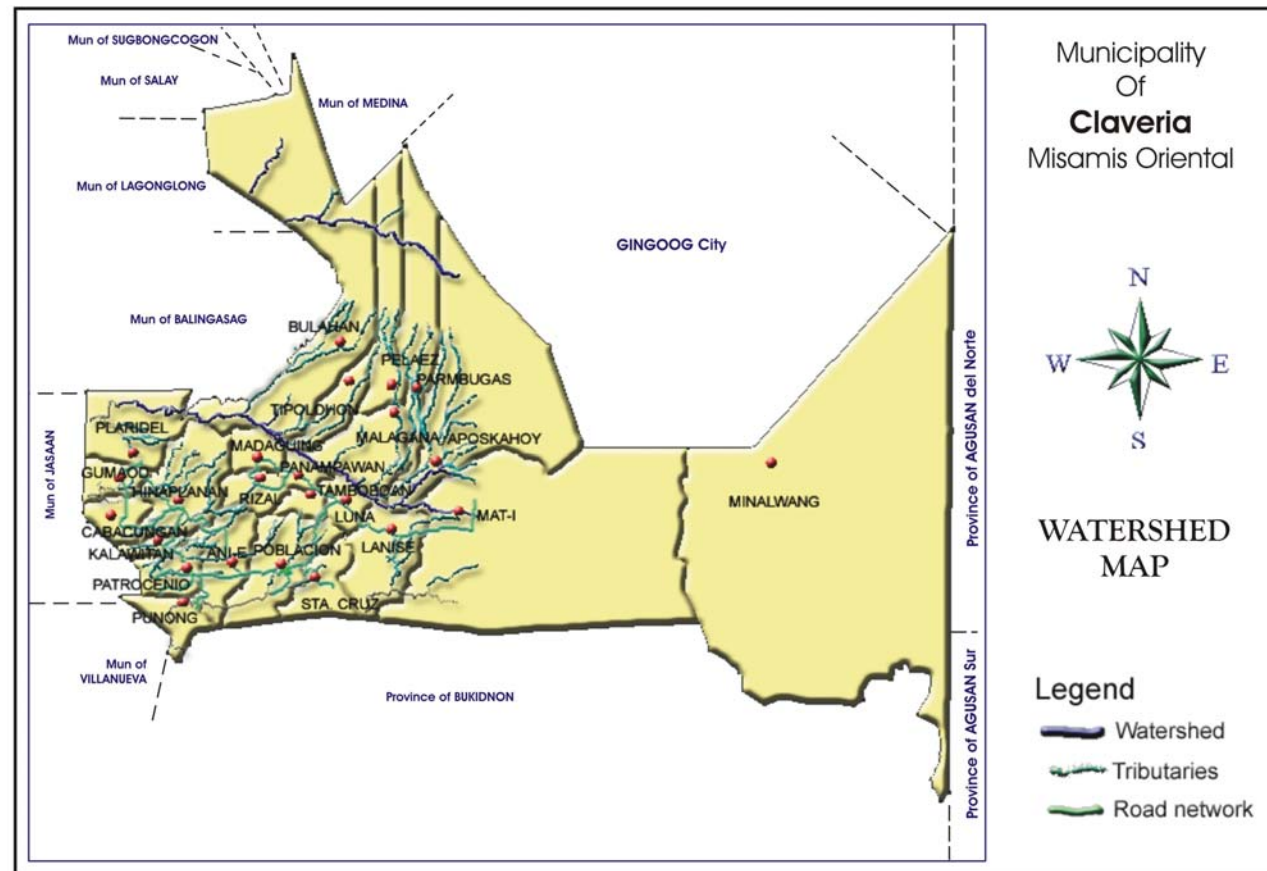 Mun of SUGBONGCOGON
Mun of SALAY
Mun of MEDINA
Mun of LAGONGLONG
GINGOOG City
Mun of BALINGASAG
BULAHAN
PELAEZ
PARMBUGAS
TIPOLDHON
PLARIDEL
MADAGUING
MALAGANA
APOSKAHOY
Mun of JASAAN
GUMAOD
PANAMPAWAN
HINAPLANAN
RIZAL
TAMBOBOAN
MINALWANG
LUNA
MAT-I
CABACUNGAN
LANISE
KALAWITAN
ANI-E
POBLACION
PATROCENIO
STA. CRUZ
PUNONG
Mun of
VILLANUEVA
Province of BUKIDNON
Province of AGUSAN del Norte
Province of AGUSAN Sur
Municipality
Of
Claveria
Misamis Oriental
N
W
E
S
WATERSHED
MAP
Legend
Watershed
Tributaries
Road network